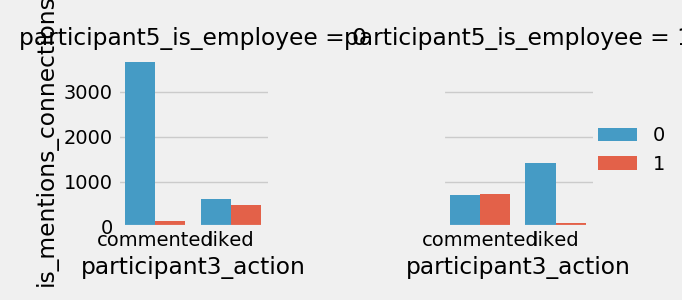 participant5_is_employee = 0
participant5_is_employee = 1
is_mentions_connections
3000
2000
1000
0
commented liked
commented liked
participant3_action
participant3_action
0
1